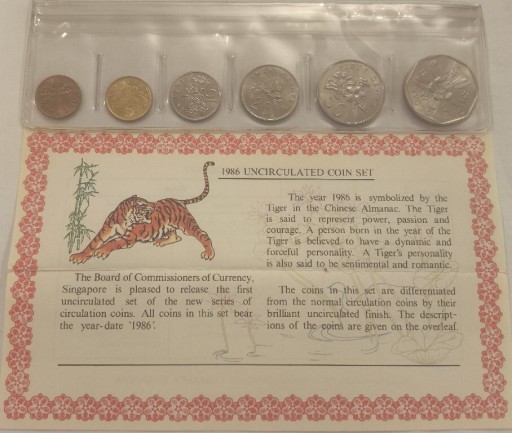 1986 UNCIRCULATED COIN SET
The year 1986 is symbolized by the
Tiger in the Chinese Almanac. The Tiger
is said to represent power, passion and
courage. A person born in the year of the
Tiger is believed to have a dynamic and
forceful personality. A Tiger's personality
is also said to be sentimental and romantic.
The Board of Commissioners of Currency,
Singapore is pleased to release the first
uncirculated set of the new series of
circulation coins. All coins in this set bear
the year-date '1986'.
The coins in this set are differentiated
from the normal circulation coins by their
brilliant uncirculated finish. The descript-
ions of the coins are given on the overleaf.